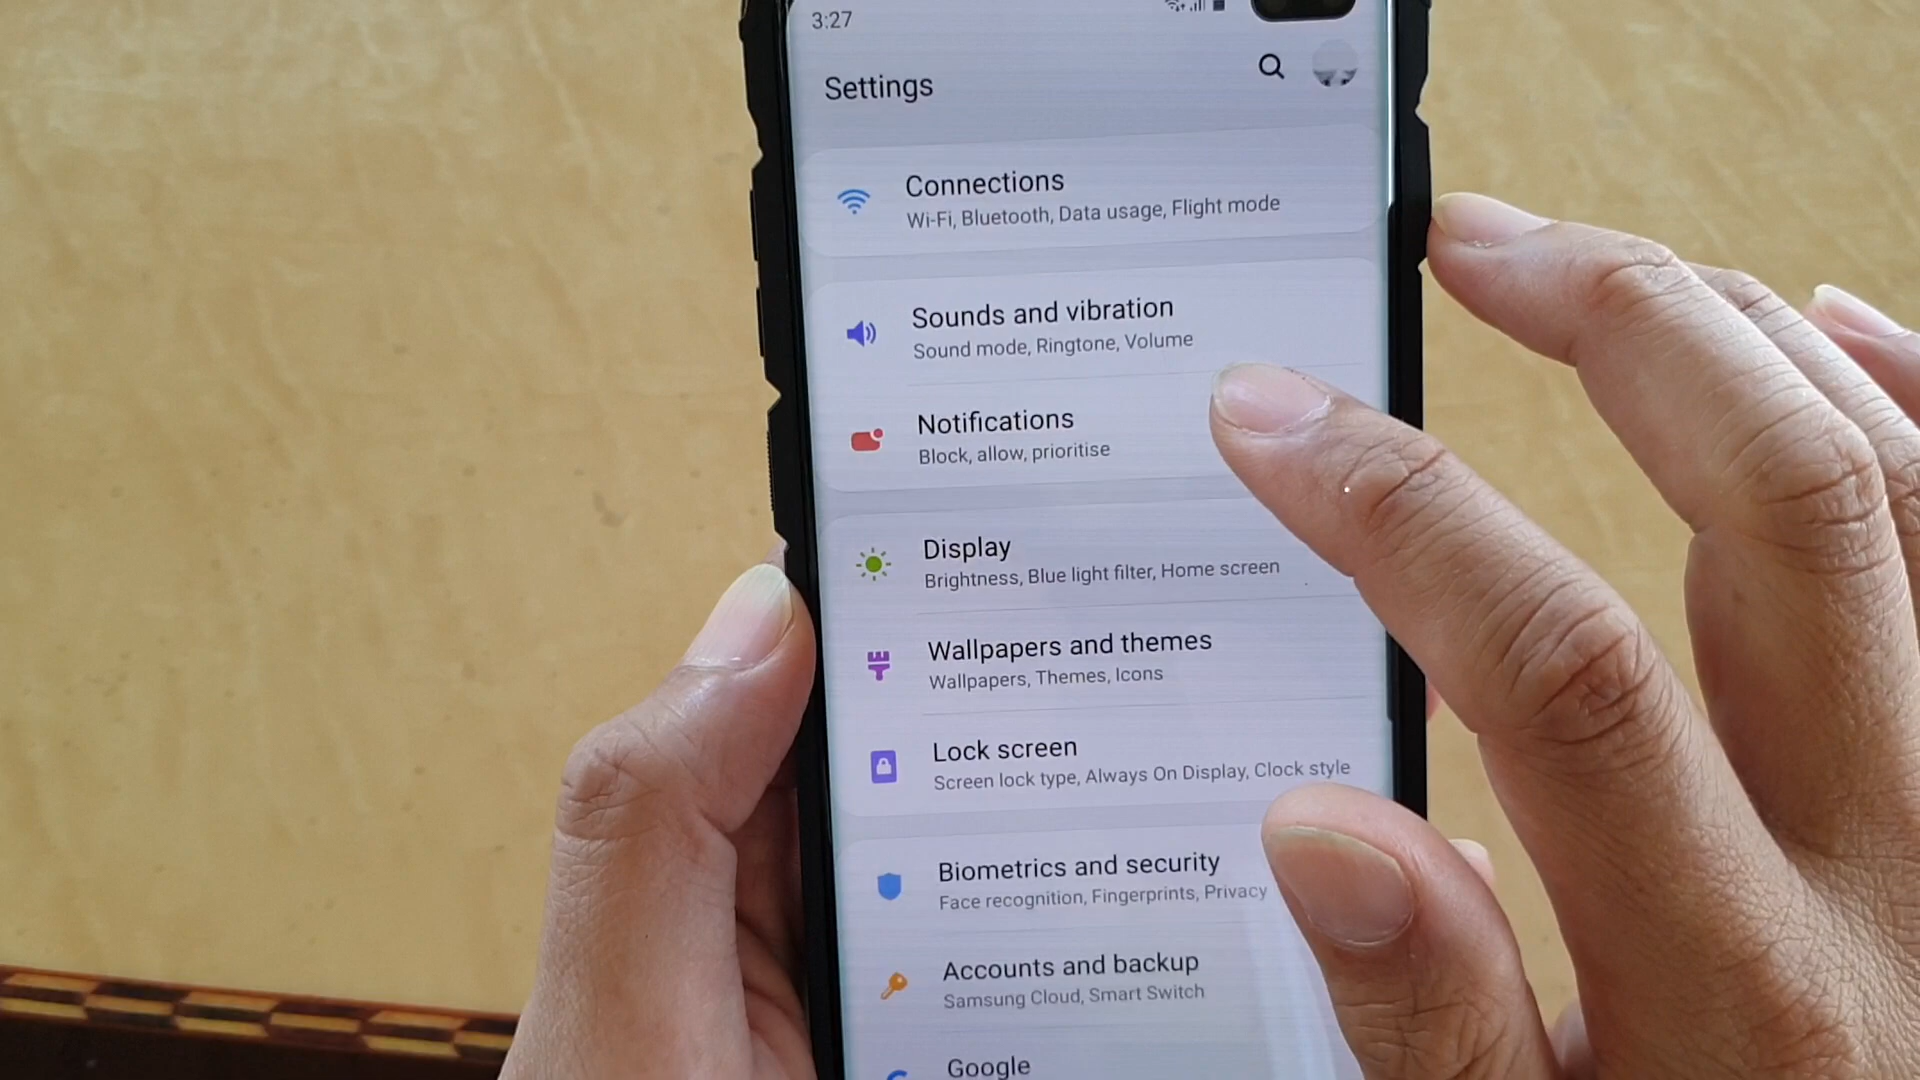 3:27
Settings
Connections
Wi-Fi, Bluetooth, Data usage, Flight mode
Sounds and vibration
Sound mode, Ringtone, Volume
Notifications
Block, allow, prioritise
Display
Brightness, Blue light filter, Home screen
Wallpapers and themes
Wallpapers, Themes, Icons
Lock screen
Screen lock type, Always On Display, Clock style
Biometrics and security
Face recognition, Fingerprints, Privacy
Accounts and backup
Samsung Cloud, Smart Switch
Google